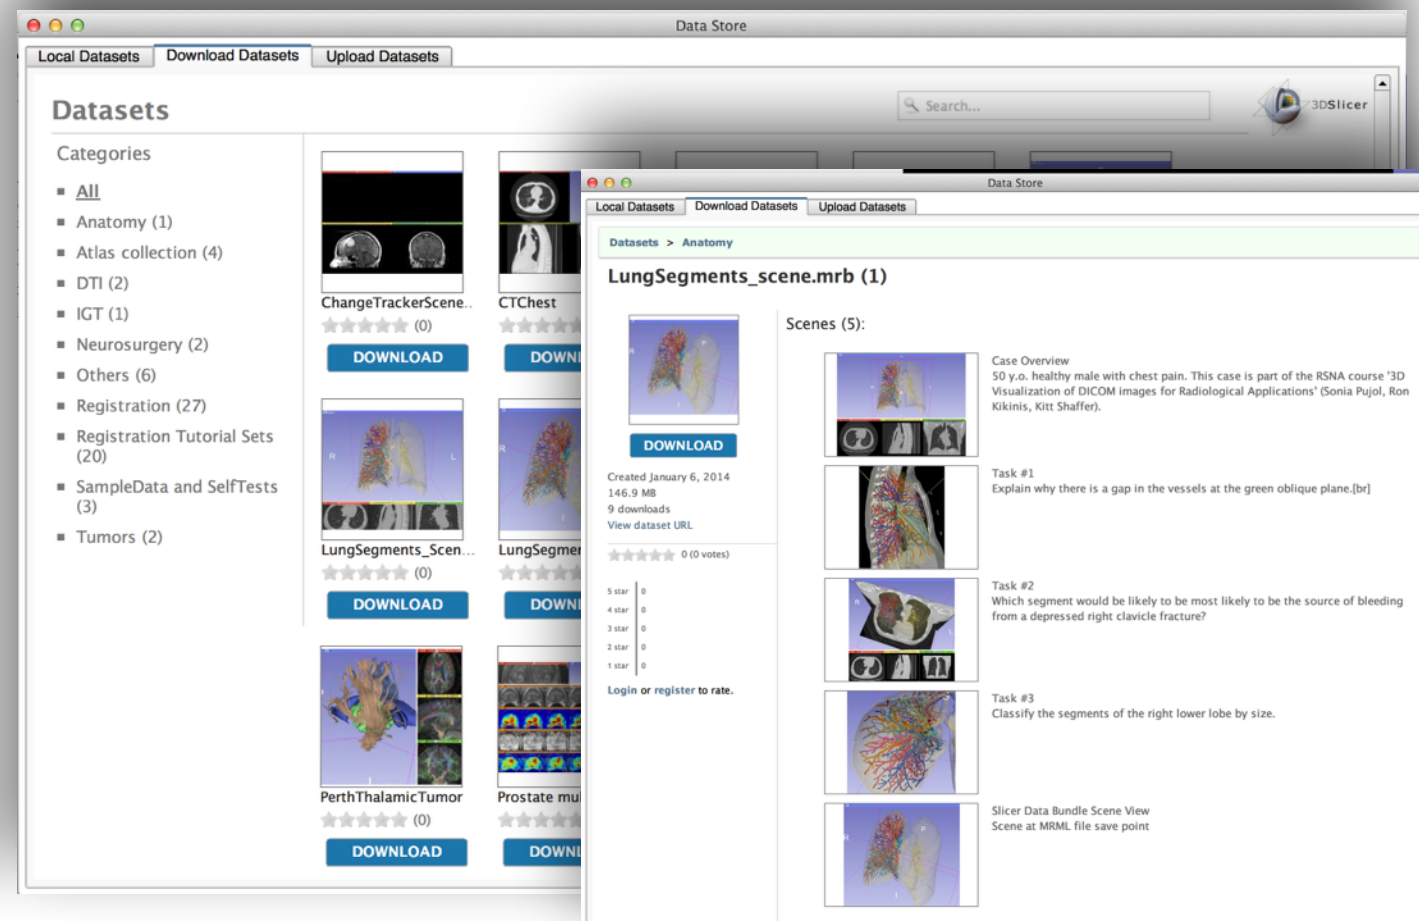 Data Store
Local Datasets
Download Datasets
Upload Datasets
Datasets
Search...
3DSlicer
Categories
All
Anatomy (1)
Atlas collection (4)
DTI (2)
IGT (1)
Neurosurgery (2)
Others (6)
Registration (27)
Registration Tutorial Sets
(20)
SampleData and SelfTests
(3)
Tumors (2)
ChangeTrackerScene..
(0)
DOWNLOAD
CTChest
DOWN
LungSegments_Scen...
(0)
DOWNLOAD
LungSegme
DOWN
PerthThalamicTumor
(0)
DOWNLOAD
Prostate mu
DOWN
Data Store
Local Datasets
Download Datasets
Upload Datasets
Datasets > Anatomy
LungSegments_scene.mrb (1)
DOWNLOAD
Created January 6, 2014
146.9 MB
9 downloads
View dataset URL
0 (0 votes)
5 star 0
4 star 0
3 star 0
2 star 0
1 star 0
Login or register to rate.
Scenes (5):
Case Overview
50 y.o. healthy male with chest pain. This case is part of the RSNA course '3D
Visualization of DICOM images for Radiological Applications' (Sonia Pujol, Ron
Kikinis, Kitt Shaffer).
Task #1
Explain why there is a gap in the vessels at the green oblique plane.[br]
Task #2
Which segment would be likely to be most likely to be the source of bleeding
from a depressed right clavicle fracture?
Task #3
Classify the segments of the right lower lobe by size.
Slicer Data Bundle Scene View
Scene at MRML file save point